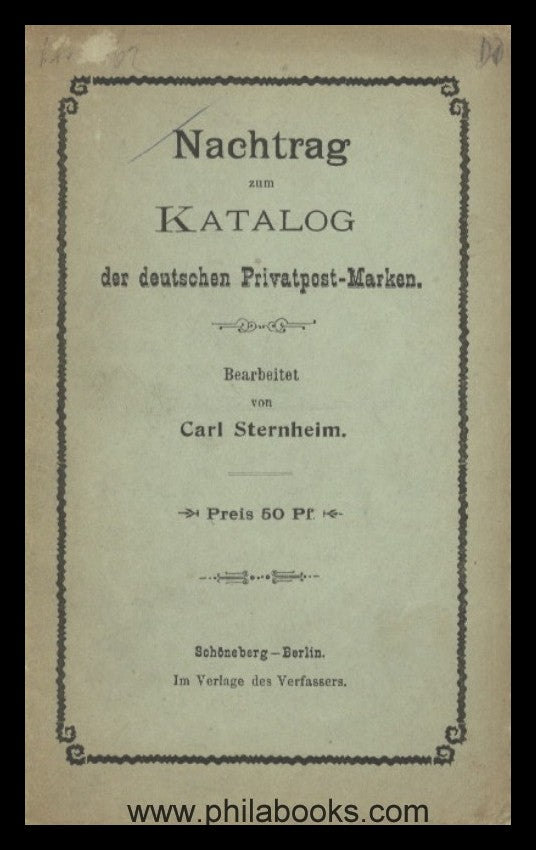 Nachtrag
zum
KATALOG
der deutschen Privatpost-Marken.
Bearbeitet
von
Carl Sternheim.
Preis 50 Pf.
Schöneberg–Berlin.
Im Verlage des Verfassers.
www.philabooks.com